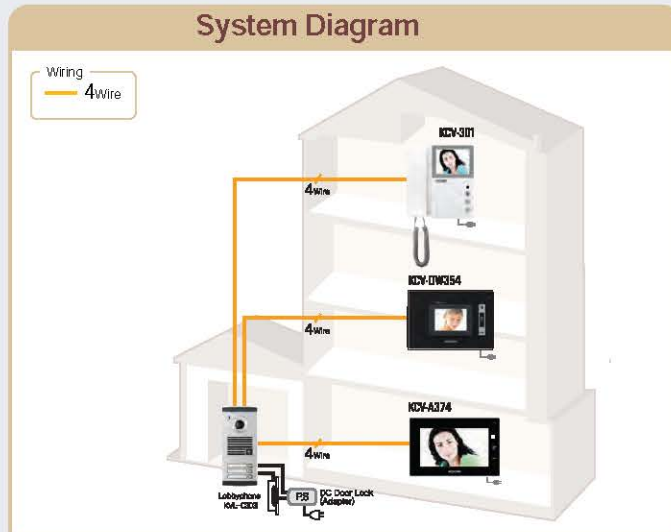 System Diagram
Wiring
4Wire
KCV-301
4Wire
KCV-DW354
4Wire
KCV-A374
4Wire
Lobbyphone
KVL-C303
P.S
DC Door Lock
(Adapter)